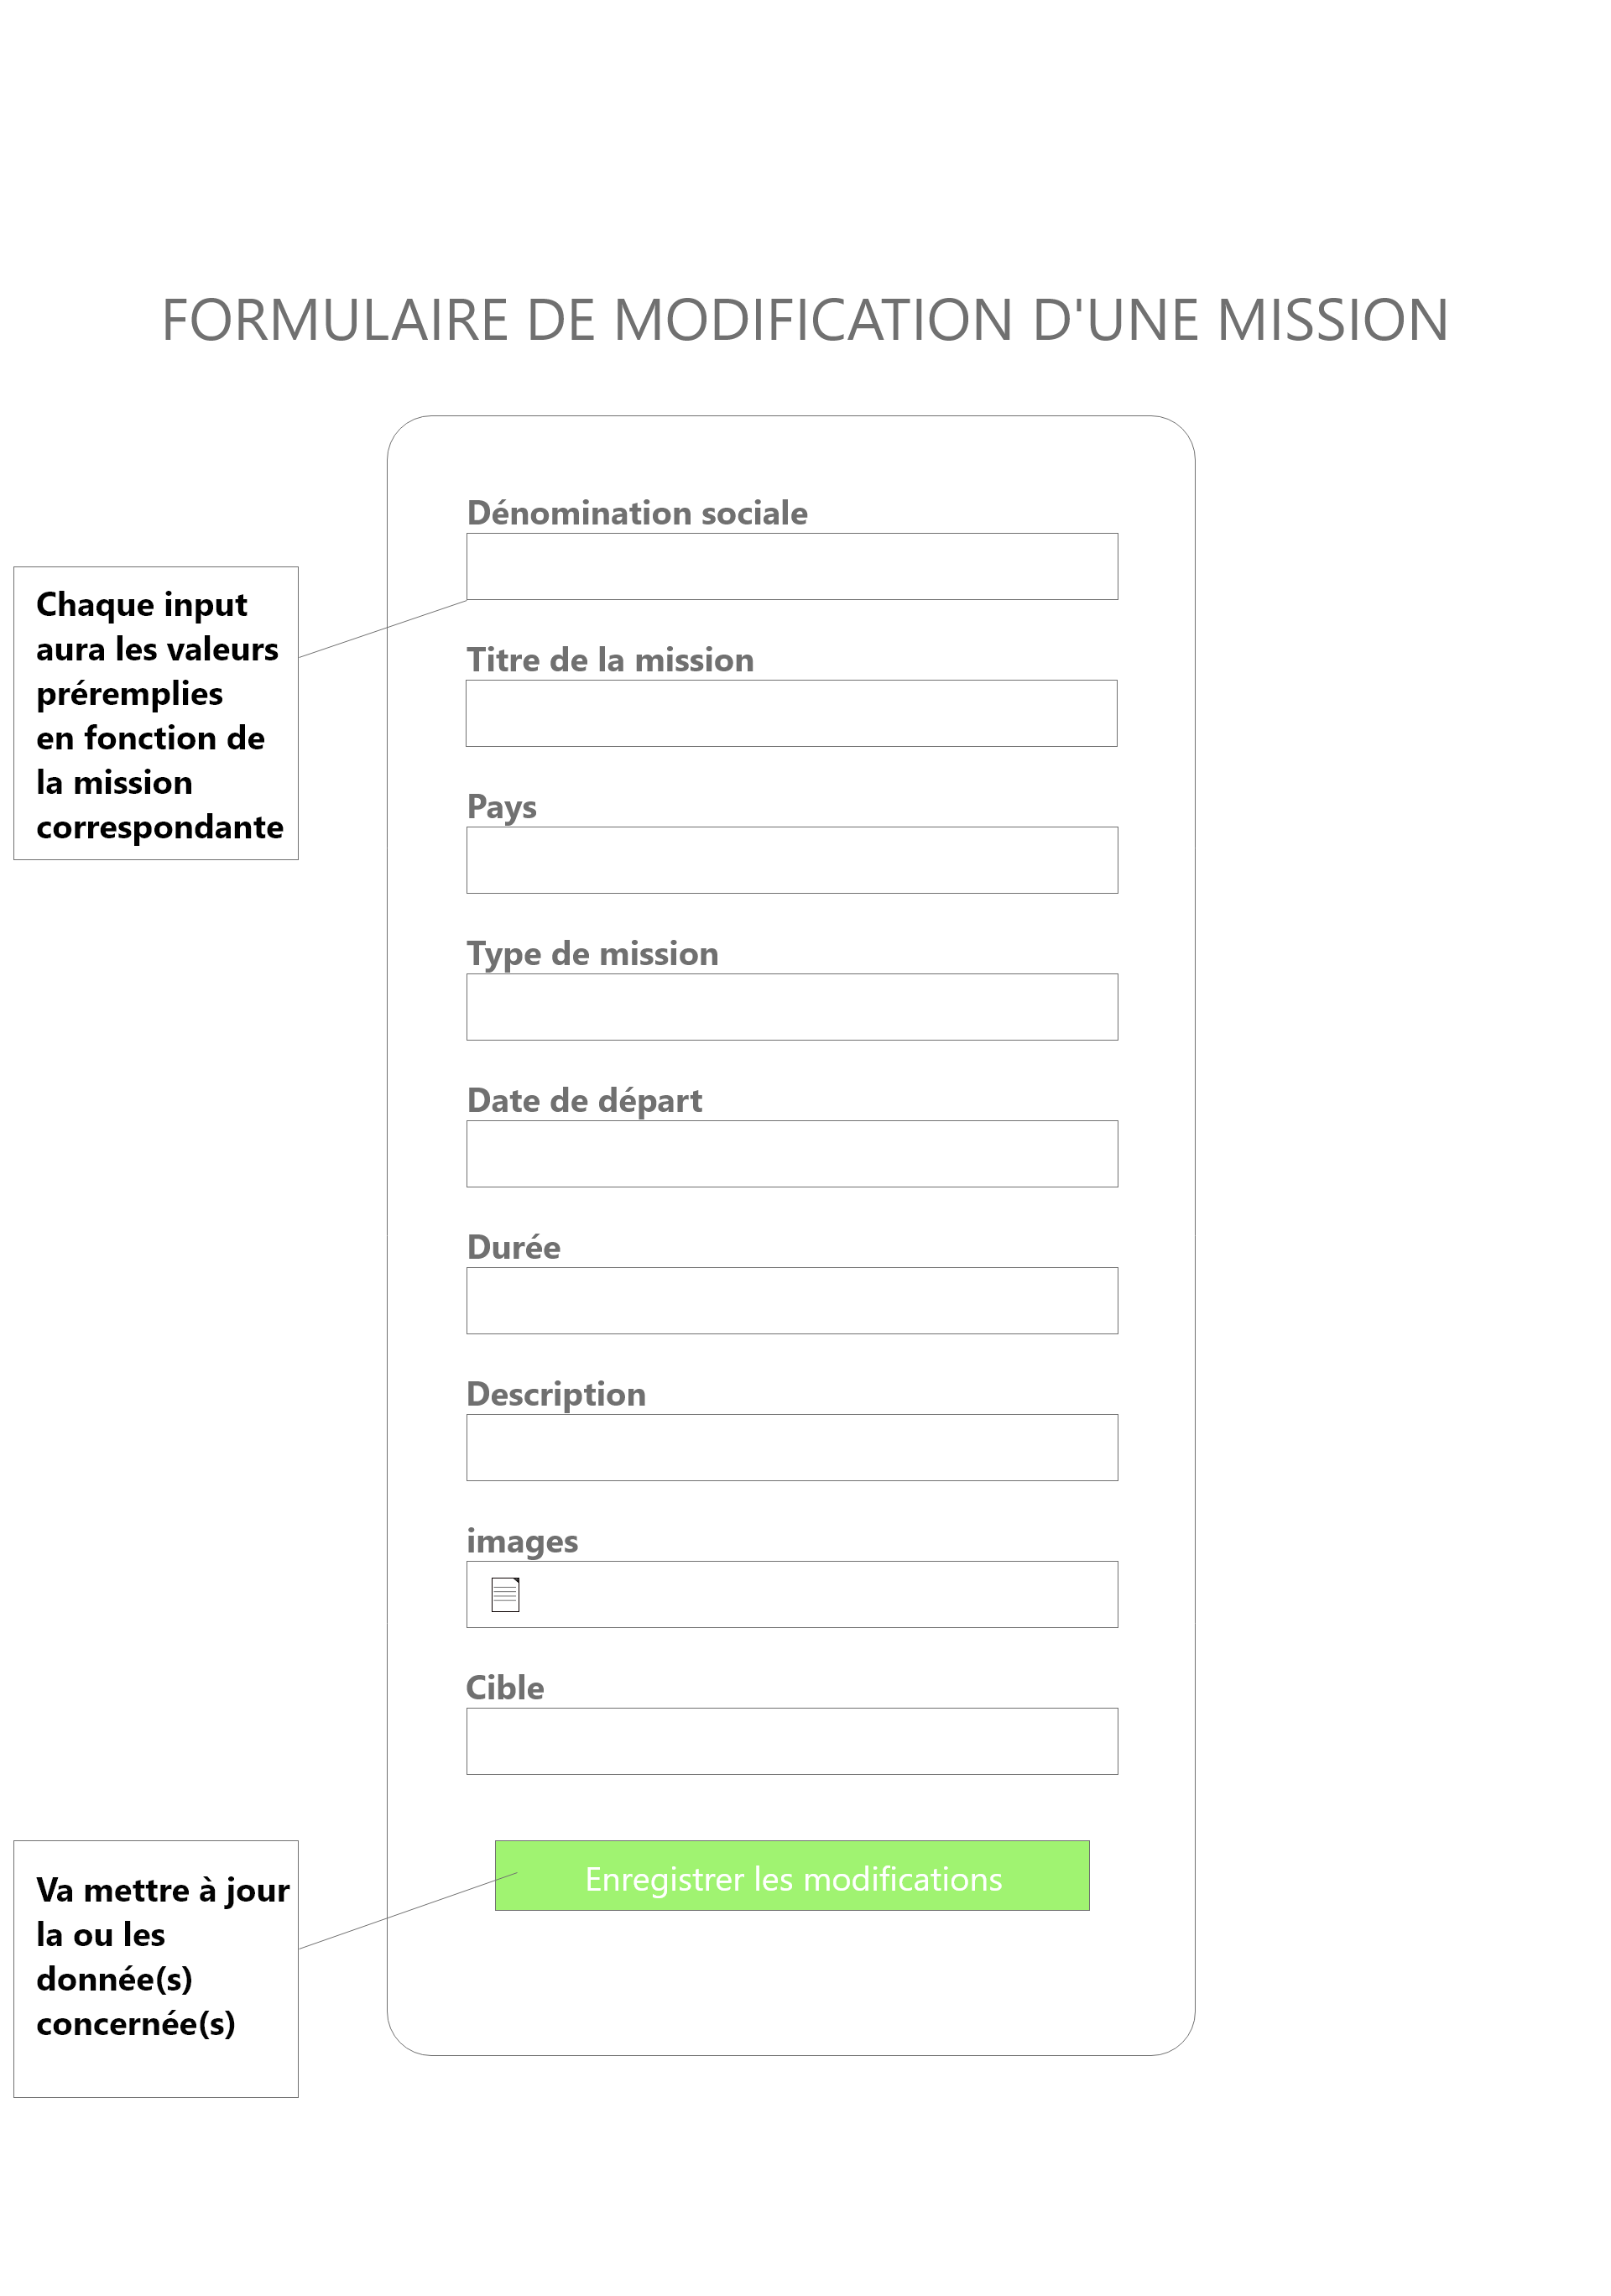 FORMULAIRE DE MODIFICATION D'UNE MISSION
Dénomination sociale
Chaque input
aura les valeurs
préremplies
en fonction de
la mission
correspondante
Titre de la mission
Pays
Type de mission
Date de départ
Durée
Description
images
Cible
Enregistrer les modifications
Va mettre à jour
la ou les
donnée(s)
concernée(s)